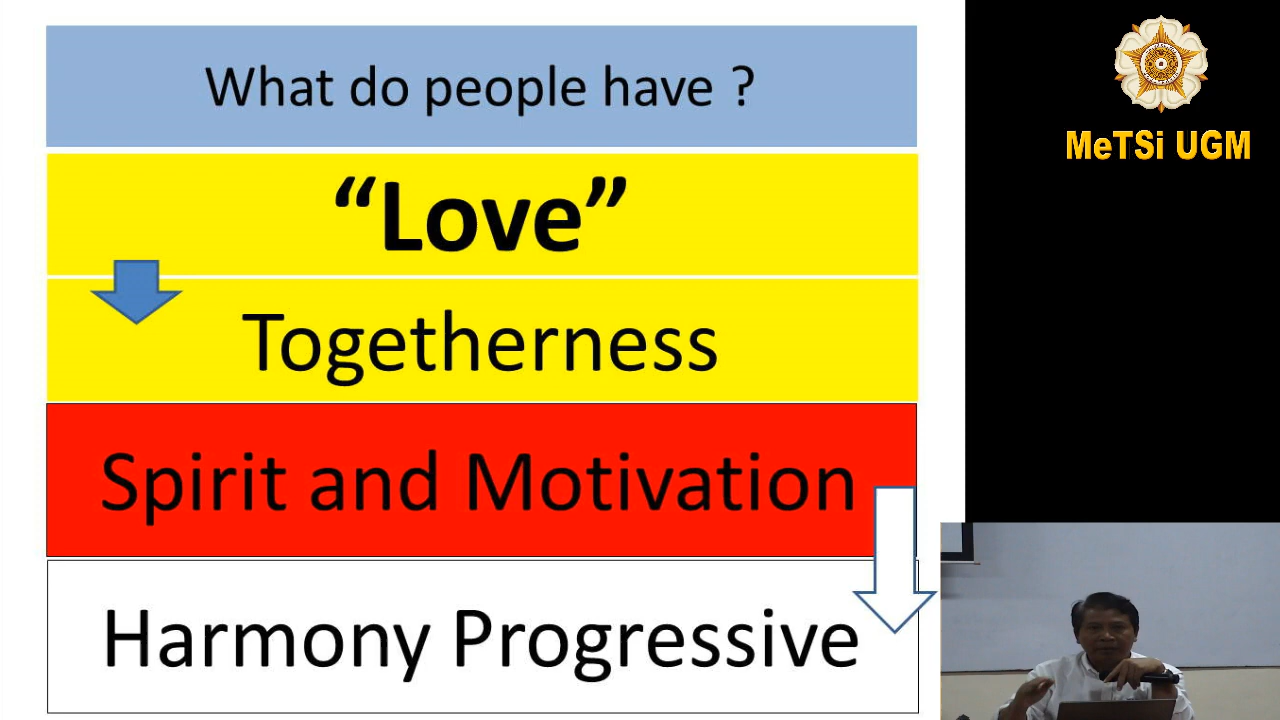 What do people have ?
“Love”
Togetherness
Spirit and Motivation
Harmony Progressive
MeTSi UGM